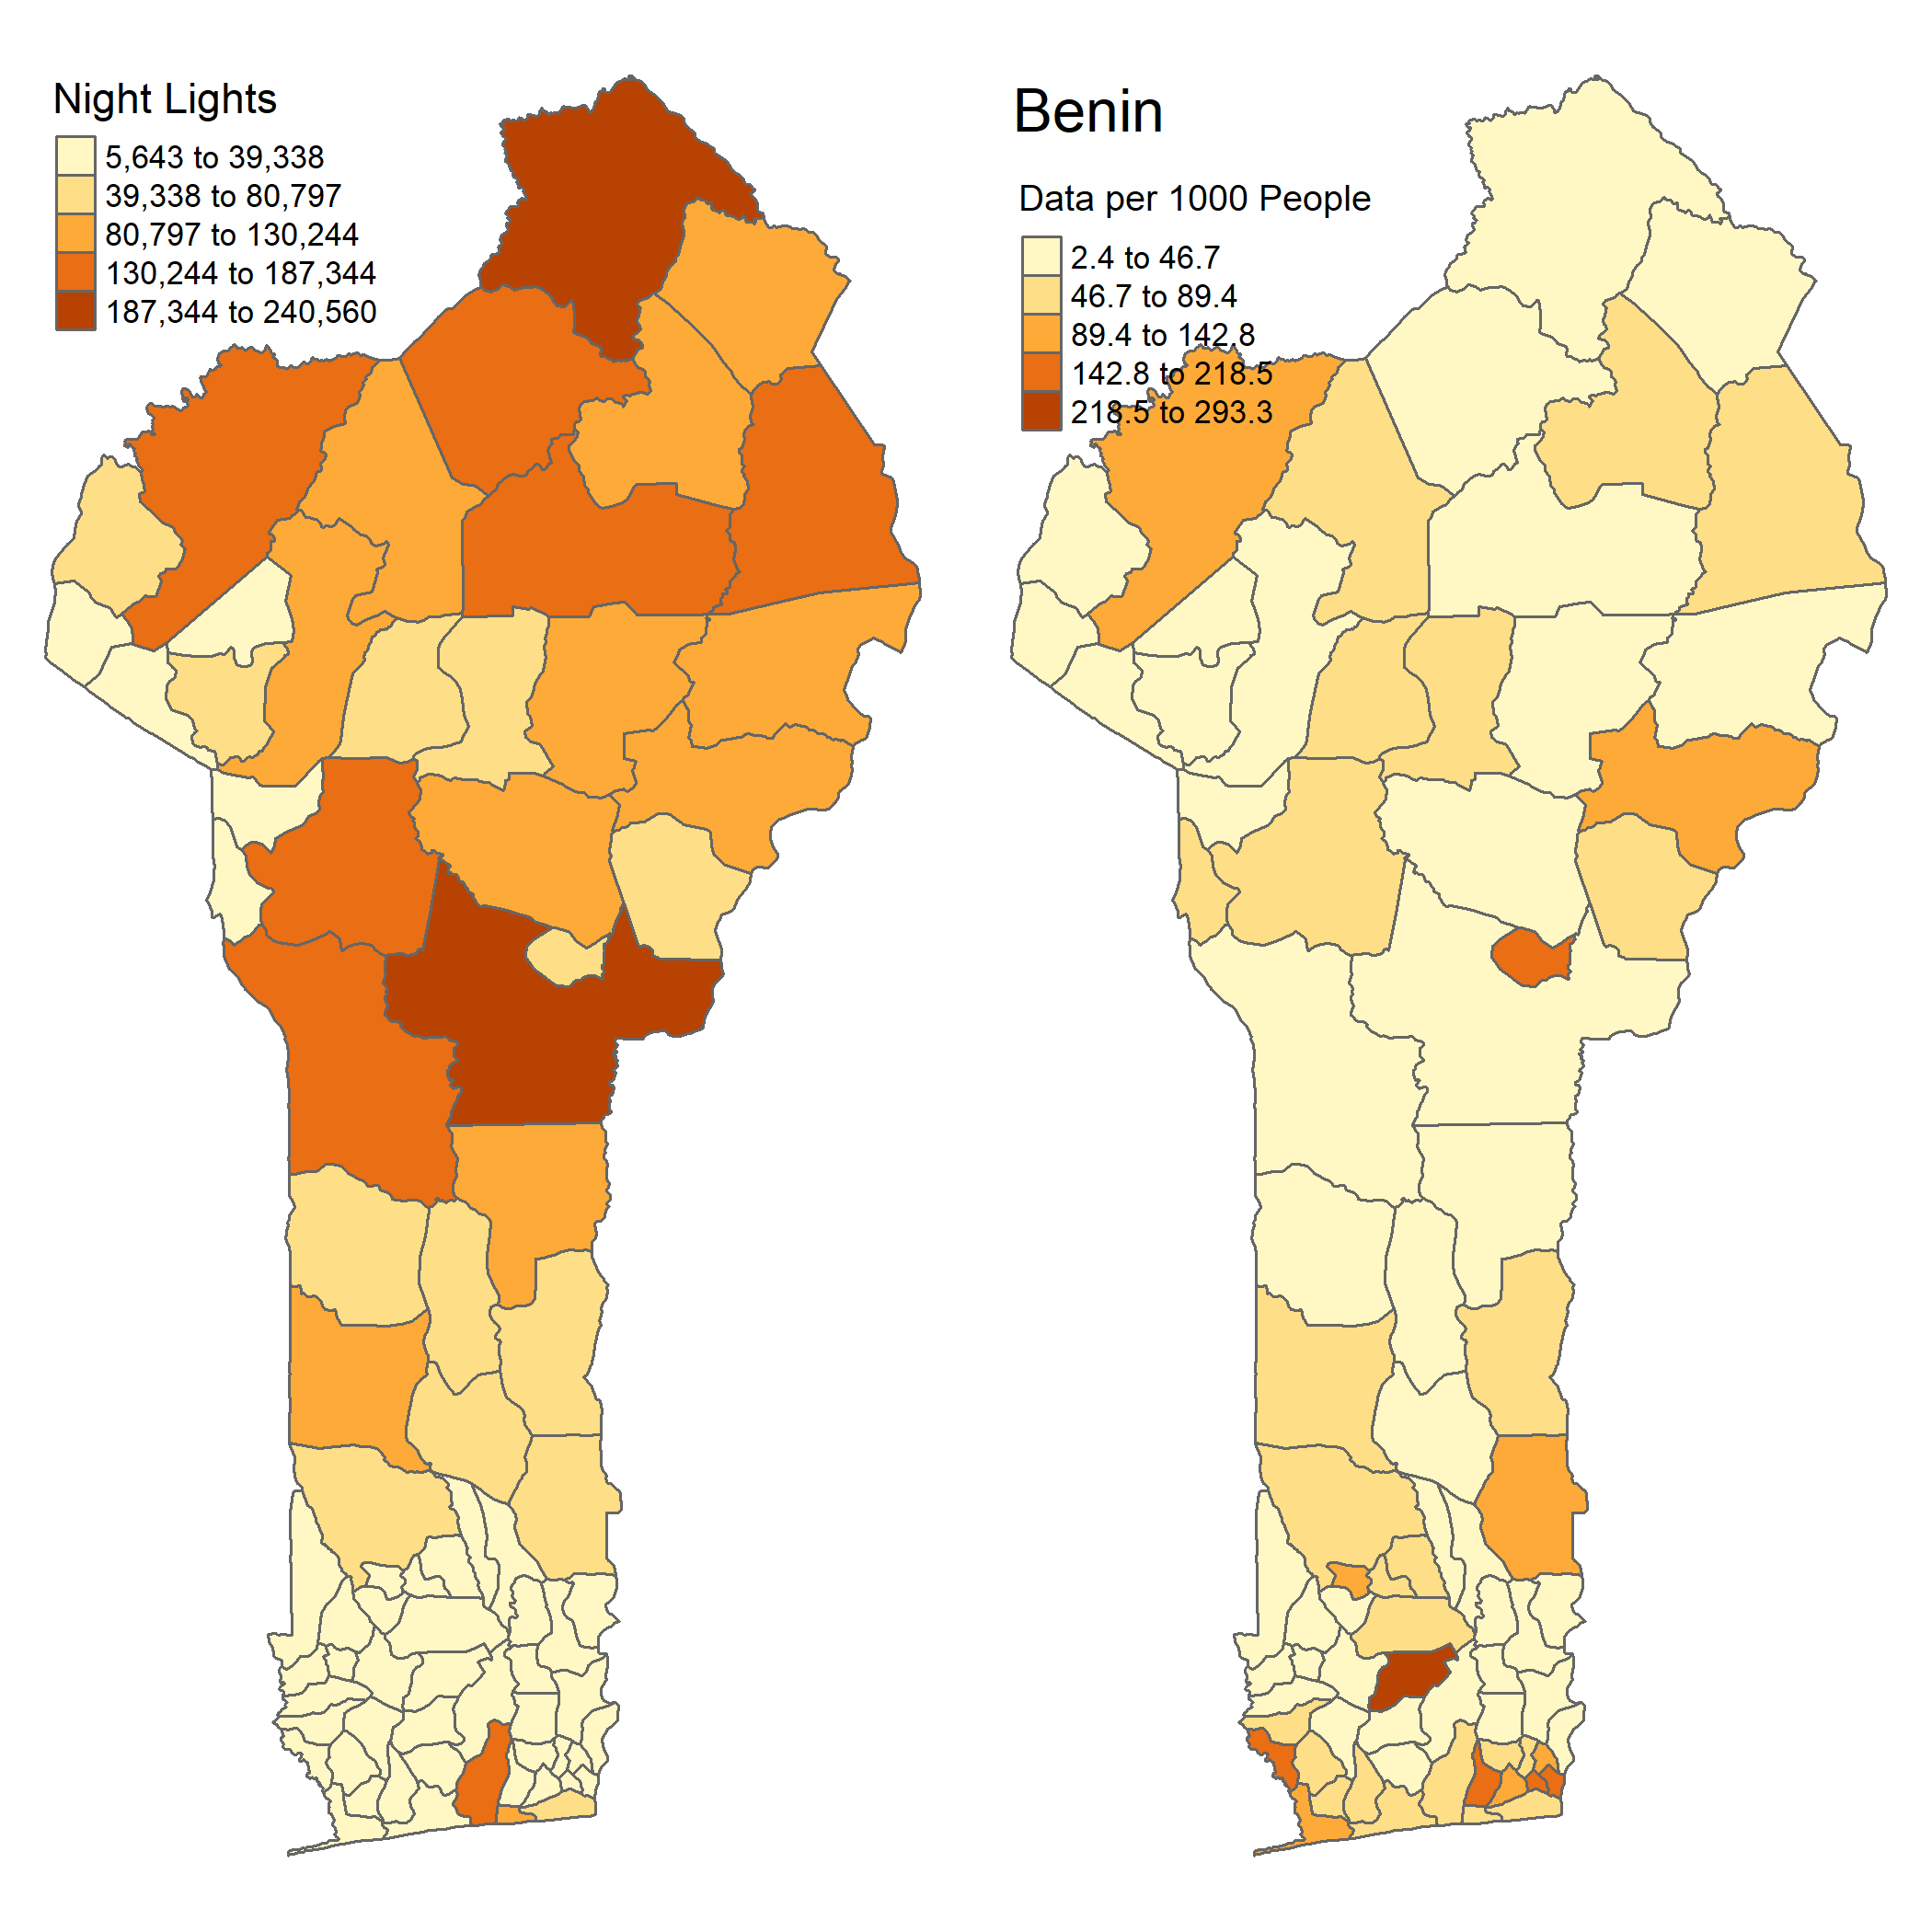 Night Lights
5,643 to 39,338
39,338 to 80,797
80,797 to 130,244
130,244 to 187,344
187,344 to 240,560
Benin
Data per 1000 People
2.4 to 46.7
46.7 to 89.4
89.4 to 142.8
142.8 to 218.5
218.5 to 293.3